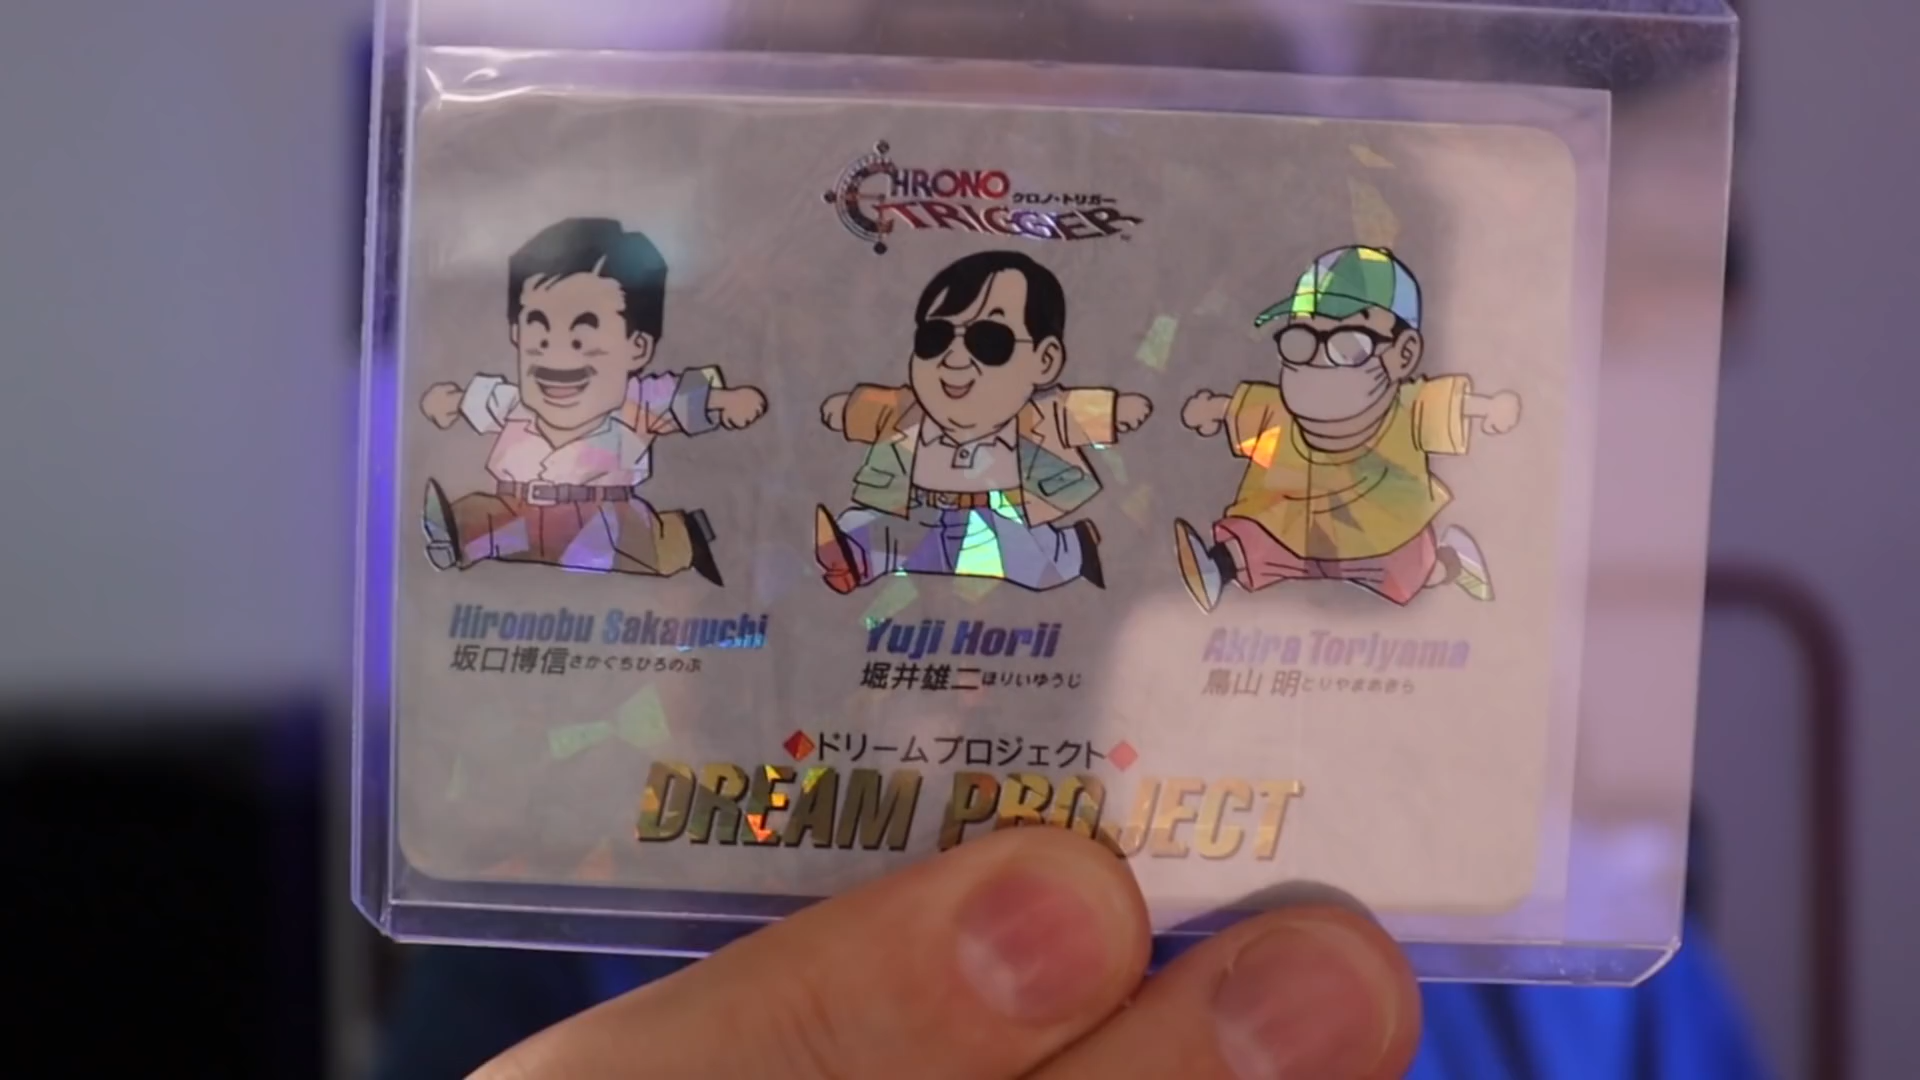 CHRONO
クロノ・トリガー
TRIGGER™
Hironobu Sakaguchi
坂口博信さかぐちひろのぶ
Yuji Horii
堀井雄二ほりいゆうじ
Akira Toriyama
鳥山 明とりやまあきら
ドリームプロジェクト
DREAM PROJECT